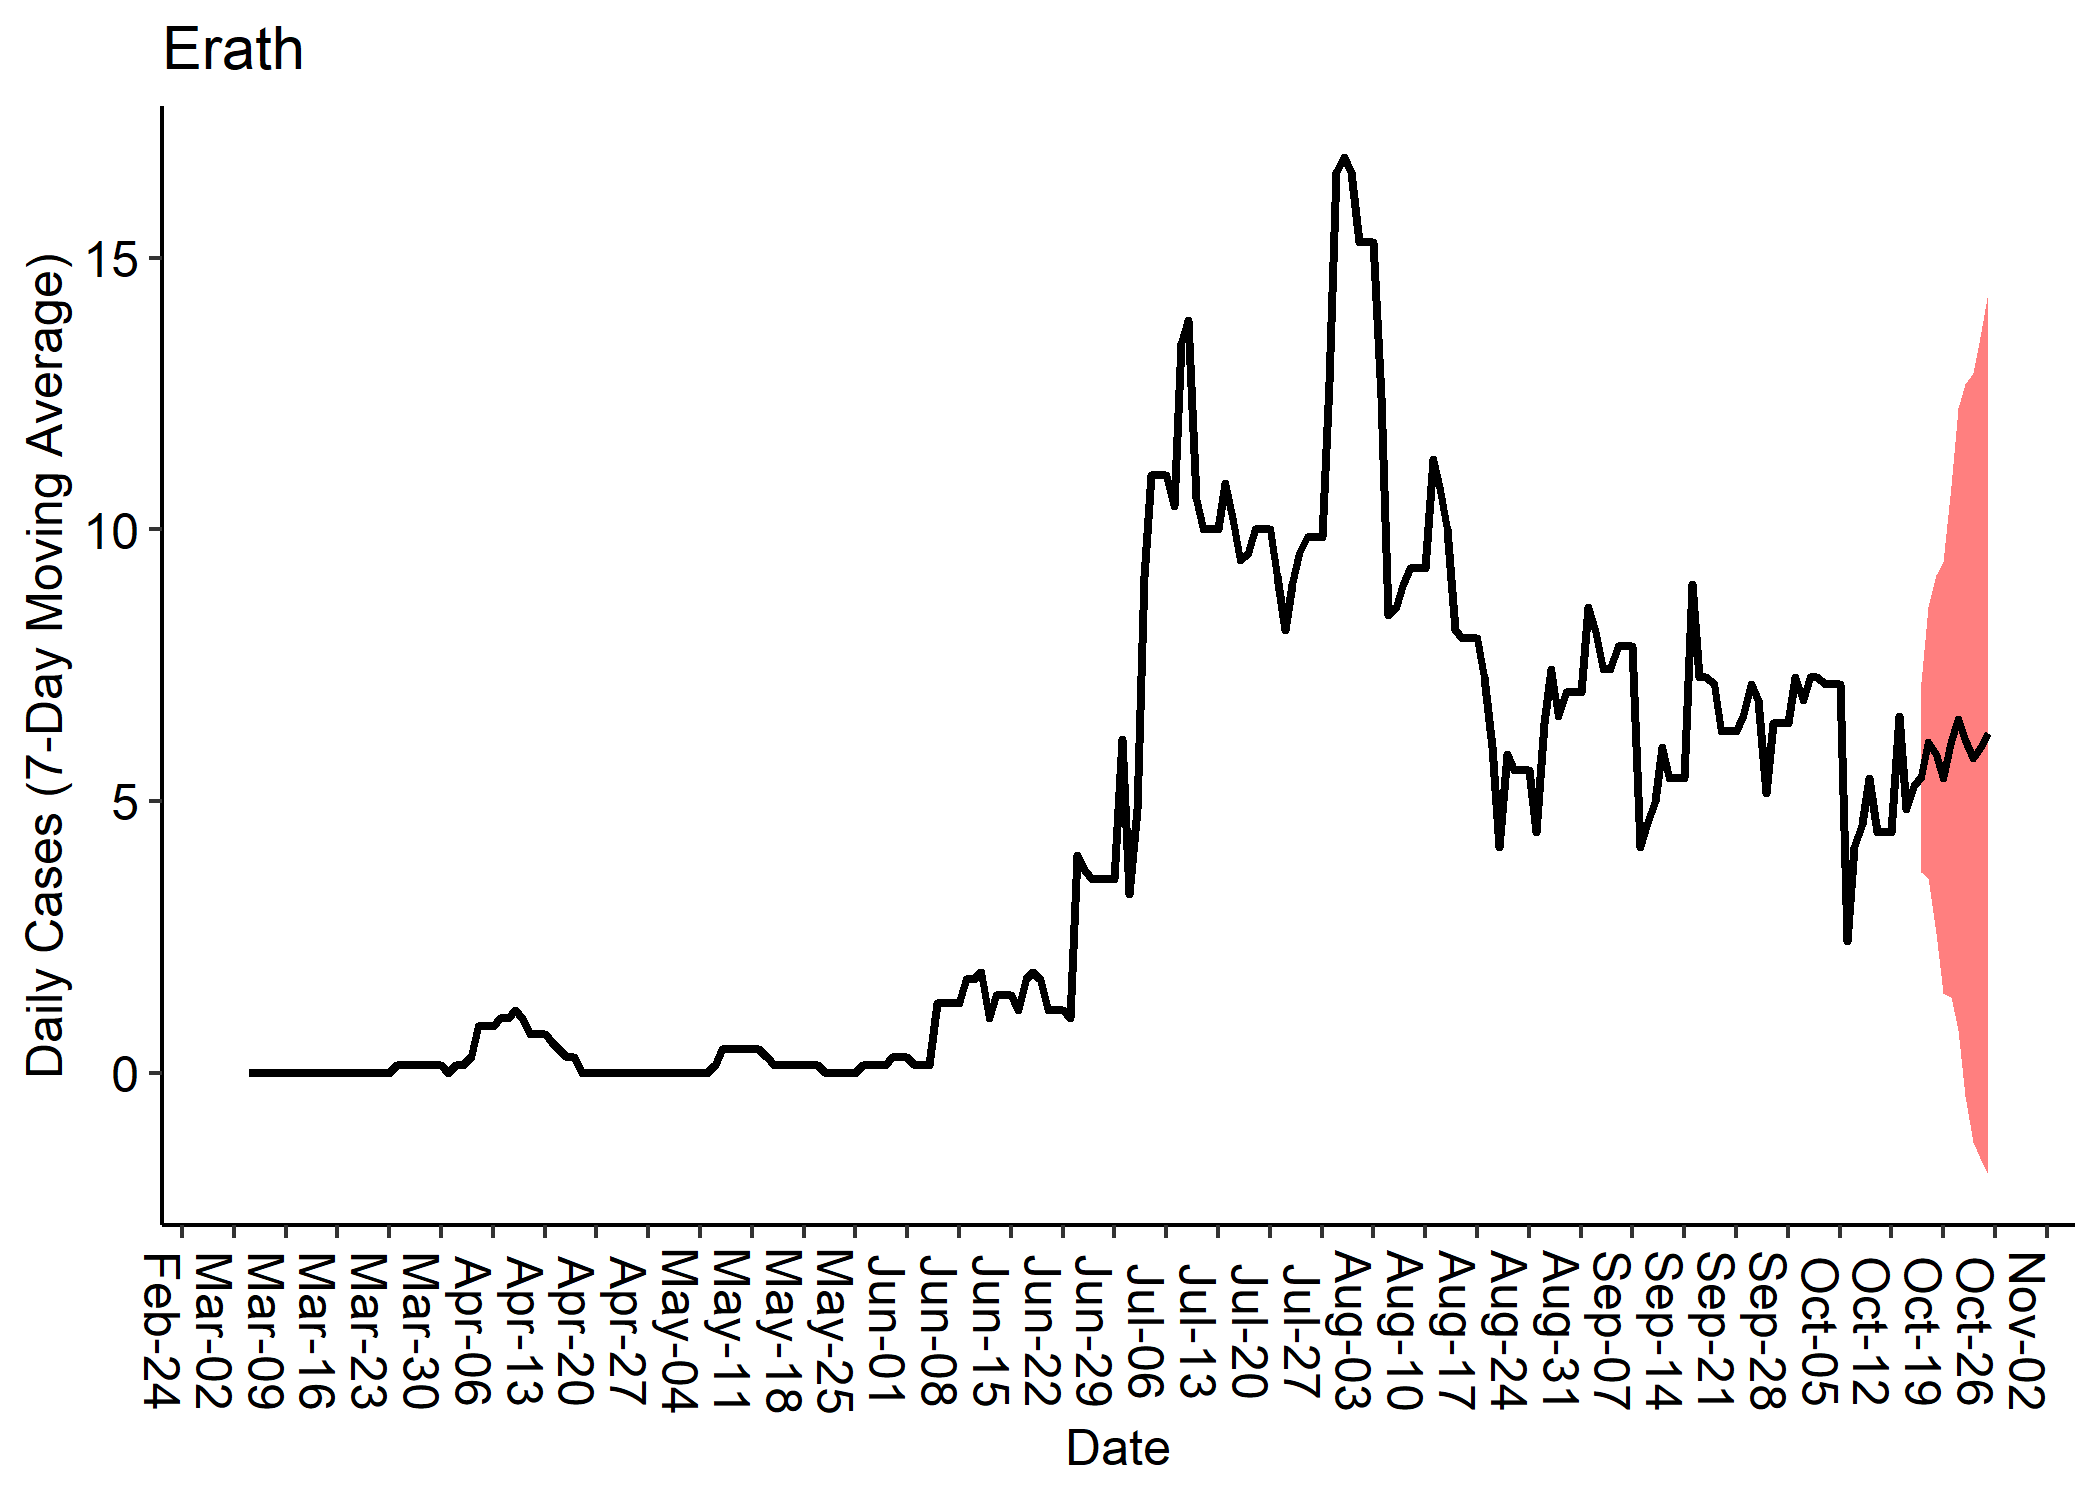 Erath
Daily Cases (7-Day Moving Average)
15
10
5
0
Feb-24
Mar-02
Mar-09
Mar-16
Mar-23
Mar-30
Apr-06
Apr-13
Apr-20
Apr-27
May-04
May-11
May-18
May-25
Jun-01
Jun-08
Jun-15
Jun-22
Jun-29
Jul-06
Jul-13
Jul-20
Jul-27
Aug-03
Aug-10
Aug-17
Aug-24
Aug-31
Sep-07
Sep-14
Sep-21
Sep-28
Oct-05
Oct-12
Oct-19
Oct-26
Nov-02
Date